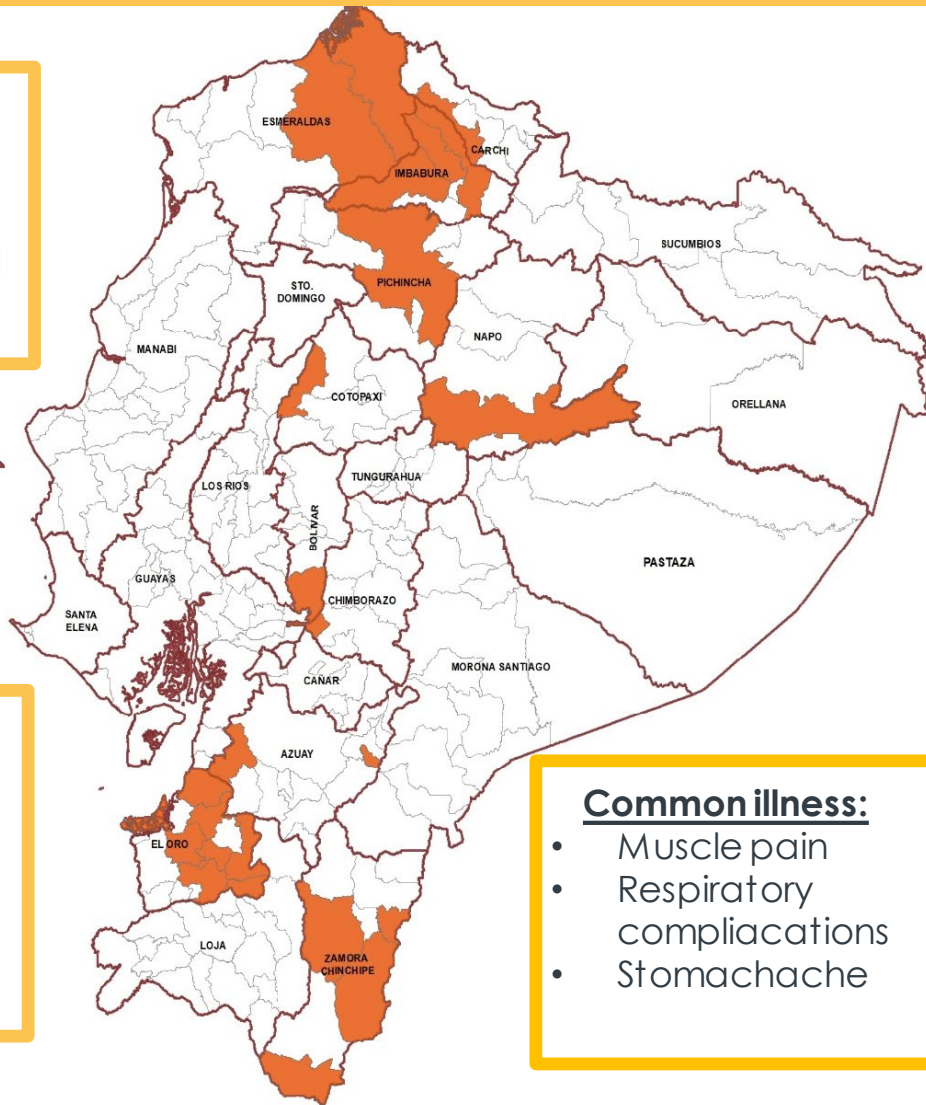 ESMERALDAS
CARCHI
IMBABURA
SUCUMBIOS
PICHINCHA
STO.
DOMINGO
NAPO
MANABI
COTOPAXI
ORELLANA
LOS RIOS
TUNGURAHUA
BOLIVAR
PASTAZA
GUAYAS
CHIMBORAZO
SANTA
ELENA
MORONA SANTIAGO
CAÑAR
AZUAY
EL ORO
LOJA
ZAMORA
CHINCHIPE
Common illness:
• Muscle pain
• Respiratory
compliacations
• Stomachache